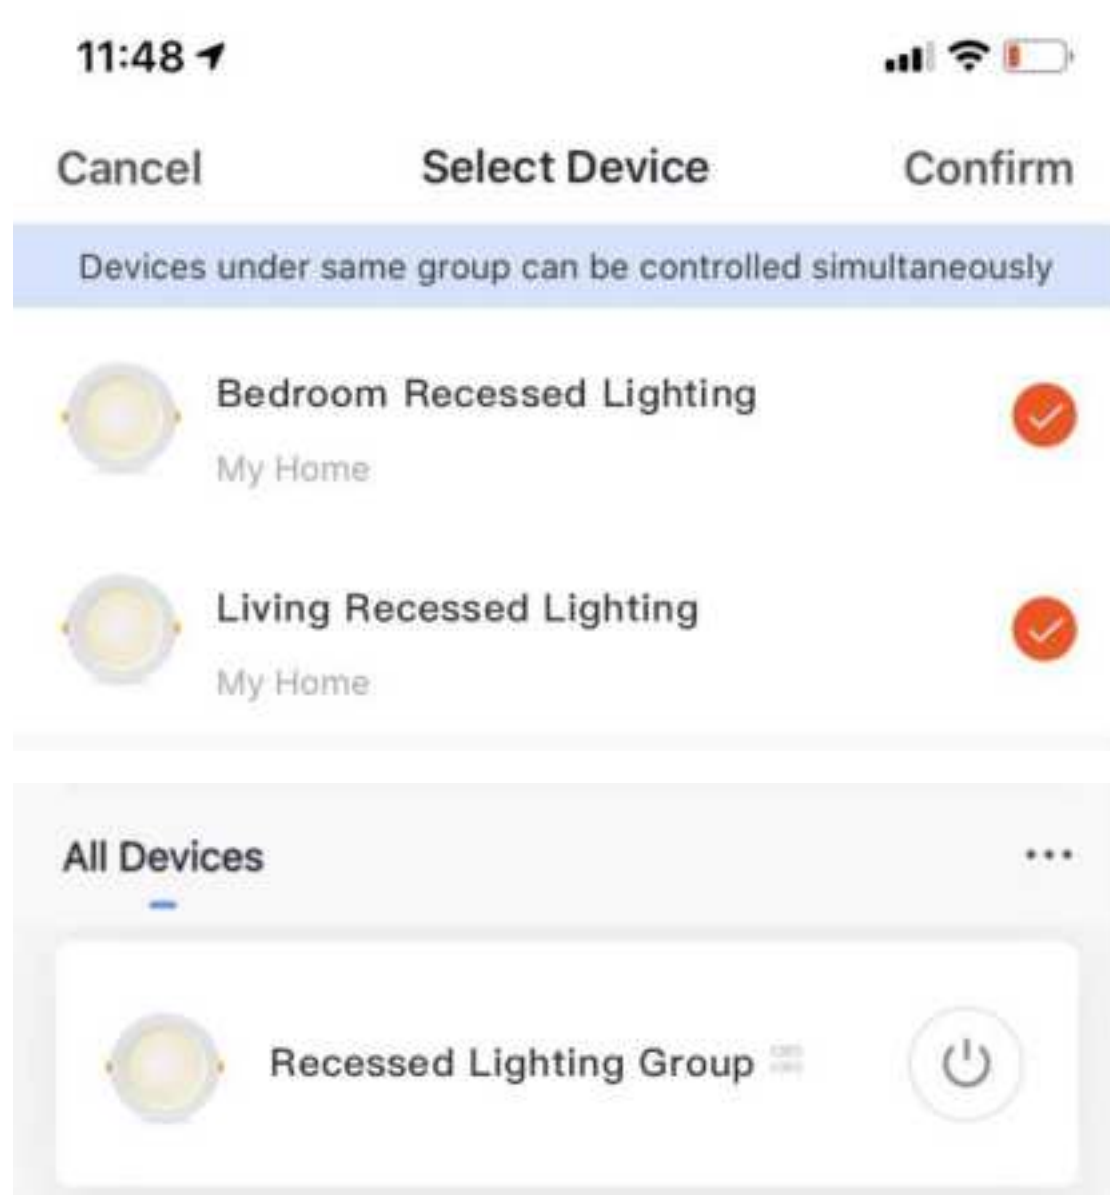 11:48
Cancel Select Device Confirm
Devices under same group can be controlled simultaneously
Bedroom Recessed Lighting
My Home
Living Recessed Lighting
My Home
All Devices
Recessed Lighting Group